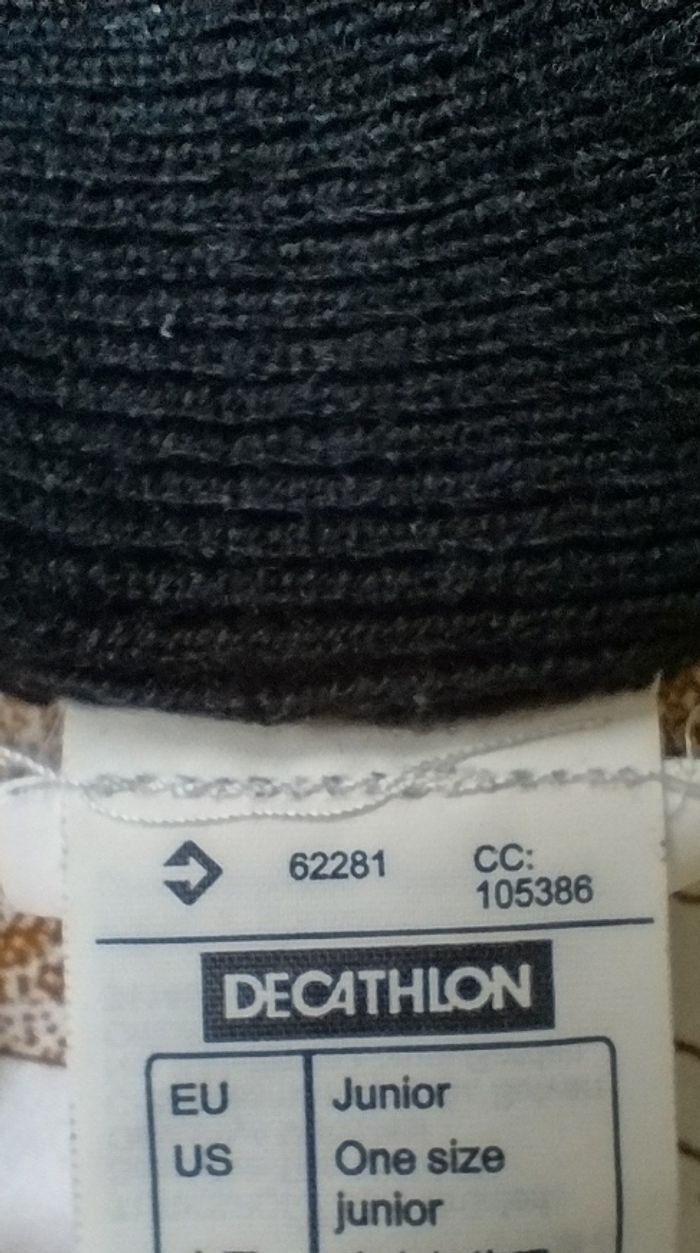 62281 CC:
105386
DECATHLON
EU Junior
US One size
junior